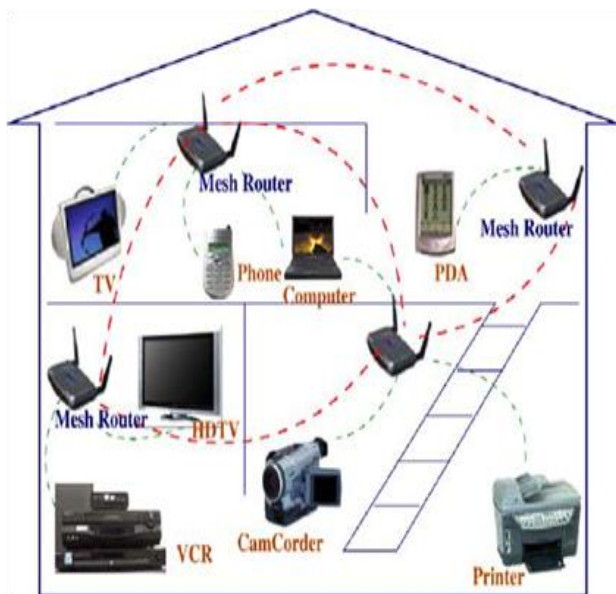 Mesh Router
Mesh Router
TV
Phone
Computer
PDA
Mesh Router
HDTV
VCR
CamCorder
Printer